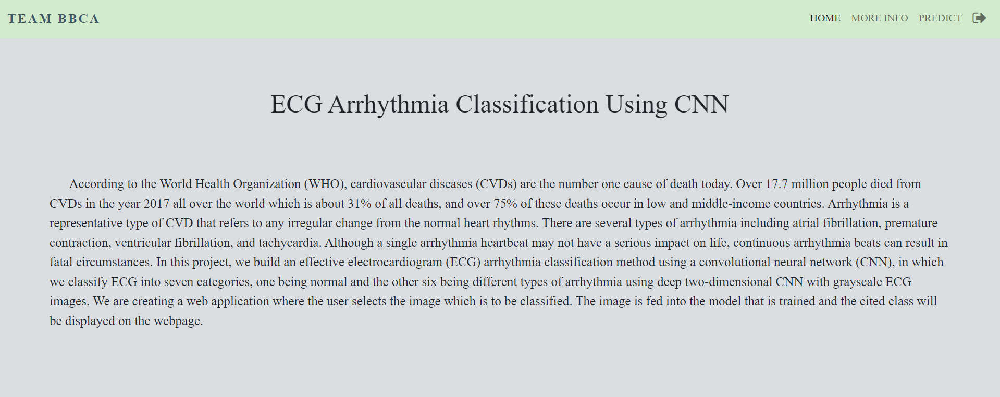 TEAM BBCA
HOME MORE INFO PREDICT
ECG Arrhythmia Classification Using CNN
According to the World Health Organization (WHO), cardiovascular diseases (CVDs) are the number one cause of death today. Over 17.7 million people died from
CVDs in the year 2017 all over the world which is about 31% of all deaths, and over 75% of these deaths occur in low and middle-income countries. Arrhythmia is a
representative type of CVD that refers to any irregular change from the normal heart rhythms. There are several types of arrhythmia including atrial fibrillation, premature
contraction, ventricular fibrillation, and tachycardia. Although a single arrhythmia heartbeat may not have a serious impact on life, continuous arrhythmia beats can result in
fatal circumstances. In this project, we build an effective electrocardiogram (ECG) arrhythmia classification method using a convolutional neural network (CNN), in which
we classify ECG into seven categories, one being normal and the other six being different types of arrhythmia using deep two-dimensional CNN with grayscale ECG
images. We are creating a web application where the user selects the image which is to be classified. The image is fed into the model that is trained and the cited class will
be displayed on the webpage.